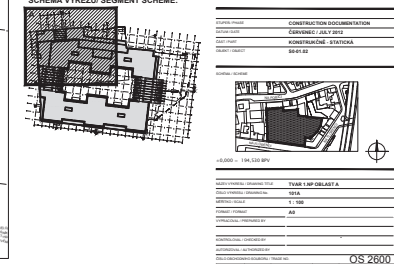 SCHÉMA VÝREZU/ SEGMENT SCHEME:
STUPEŇ / PHASE CONSTRUCTION DOCUMENTATION
DATUM / DATE ČERVENEC / JULY 2012
ČÁST / PART KONSTRUKČNĚ - STATICKÁ
OBJEKT / OBJECT S0-01.02
SCHÉMA / SCHEME
±0,000 = 194,530 BPV
NÁZEV VÝKRESU / DRAWING TITLE TVAR 1.NP OBLAST A
ČÍSLO VÝKRESU / DRAWING No. 101A
MĚŘÍTKO / SCALE 1 : 100
FORMÁT / FORMAT A0
VYPRACOVAL / PREPARED BY
KONTROLOVAL / CHECKED BY
AUTORIZOVAL / AUTHORISED BY
ČÍSLO OBCHODNÍHO SOUBORU / TRADE NO. OS 2600